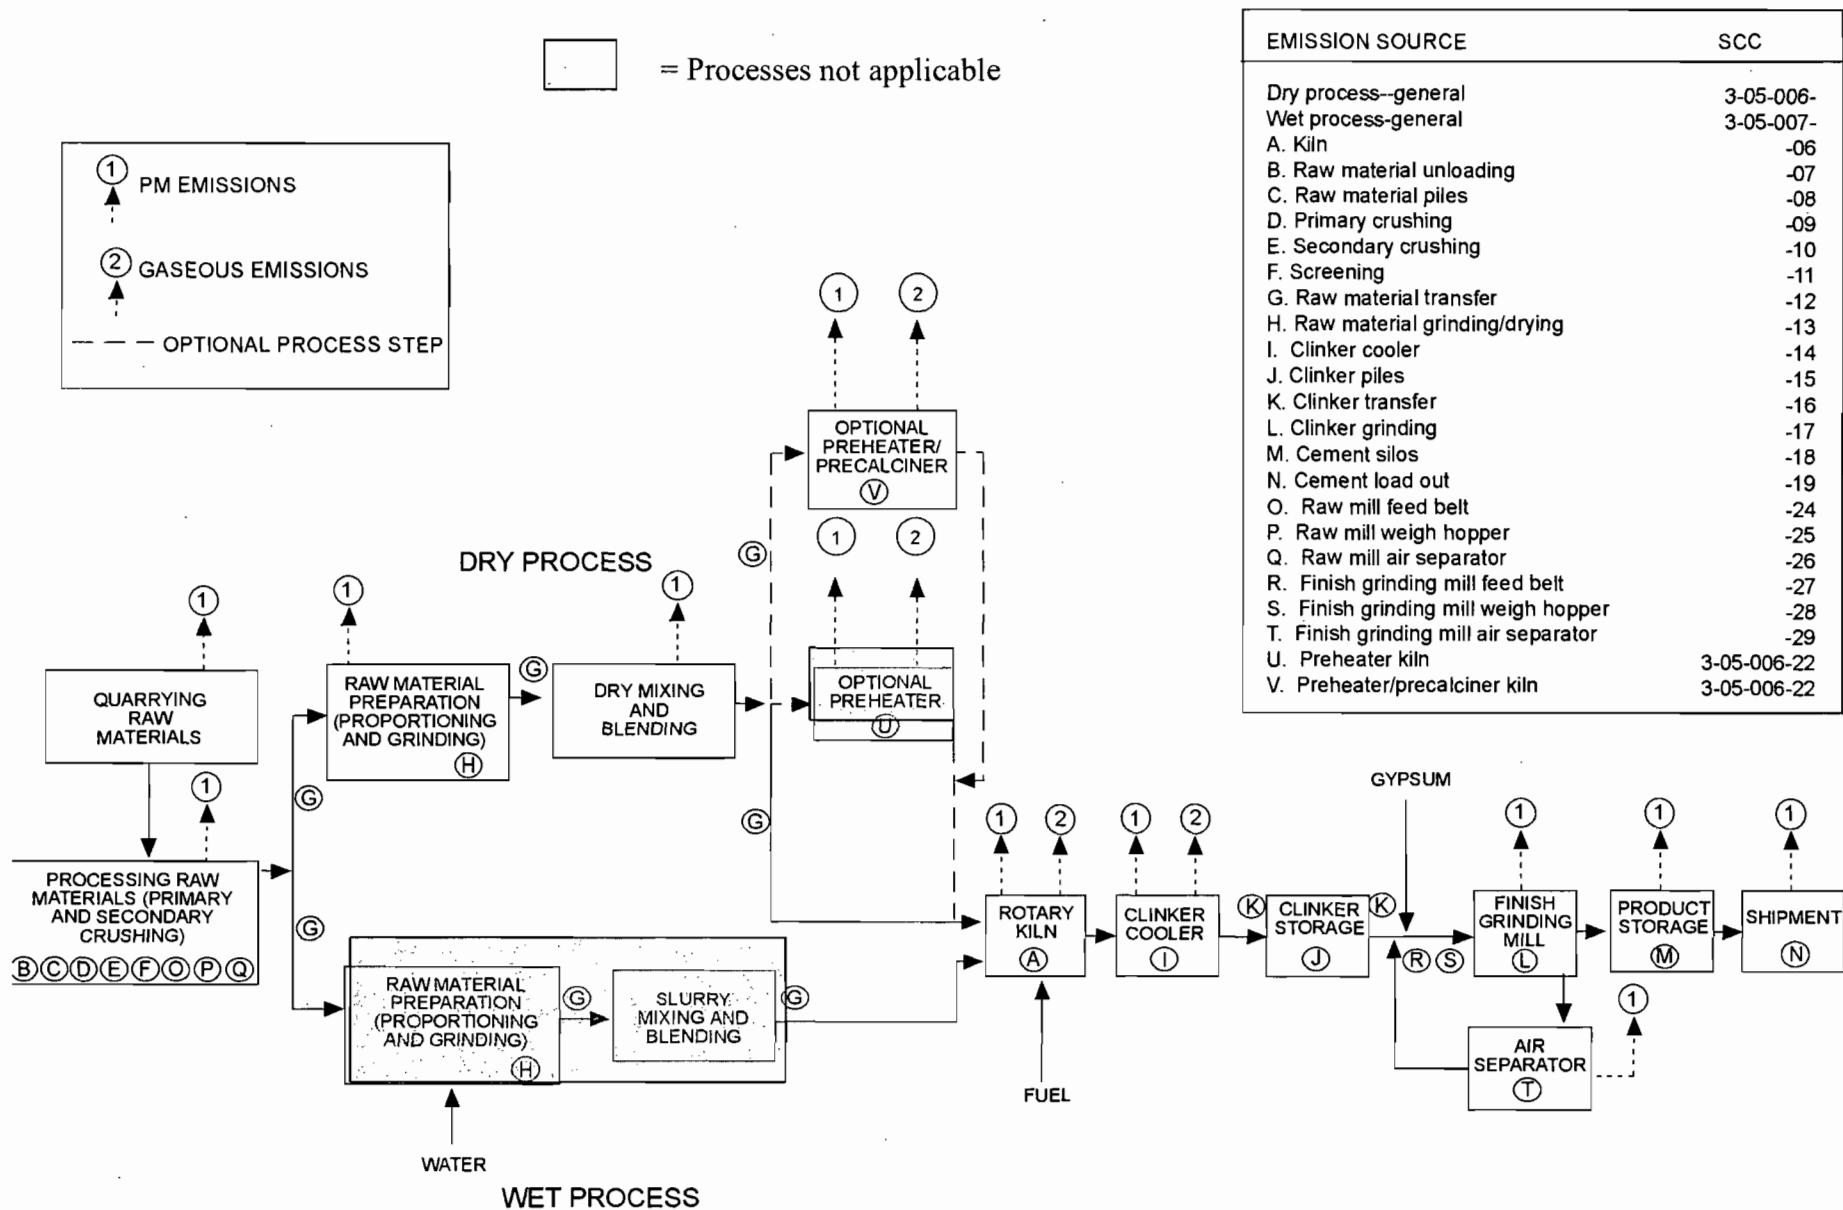 = Processes not applicable
EMISSION SOURCE SCC
Dry process--general 3-05-006-
Wet process-general 3-05-007-
A. Kiln -06
B. Raw material unloading -07
C. Raw material piles -08
D. Primary crushing -09
E. Secondary crushing -10
F. Screening -11
G. Raw material transfer -12
H. Raw material grinding/drying -13
I. Clinker cooler -14
J. Clinker piles -15
K. Clinker transfer -16
L. Clinker grinding -17
M. Cement silos -18
N. Cement load out -19
O. Raw mill feed belt -24
P. Raw mill weigh hopper -25
Q. Raw mill air separator -26
R. Finish grinding mill feed belt -27
S. Finish grinding mill weigh hopper -28
T. Finish grinding mill air separator -29
U. Preheater kiln 3-05-006-22
V. Preheater/precalciner kiln 3-05-006-22
1 PM EMISSIONS
2 GASEOUS EMISSIONS
OPTIONAL PROCESS STEP
1 2
OPTIONAL
PREHEATER/
PRECALCINER
V
G
1 2
DRY PROCESS
1
1
1
QUARRYING
RAW
MATERIALS
RAW MATERIAL
PREPARATION
(PROPORTIONING
AND GRINDING)
H
G
DRY MIXING
AND
BLENDING
OPTIONAL
PREHEATER
U
1
G
G
PROCESSING RAW
MATERIALS (PRIMARY
AND SECONDARY
CRUSHING)
B C D E F O P Q
G
RAW MATERIAL
PREPARATION
(PROPORTIONING
AND GRINDING)
H
G
SLURRY
MIXING AND
BLENDING
G
WATER
WET PROCESS
1 2
ROTARY
KILN
A
FUEL
1 2
CLINKER
COOLER
I
K
CLINKER
STORAGE
J
K
GYPSUM
R S
1
FINISH
GRINDING
MILL
L
1
AIR
SEPARATOR
T
1
PRODUCT
STORAGE
M
1
SHIPMENT
N